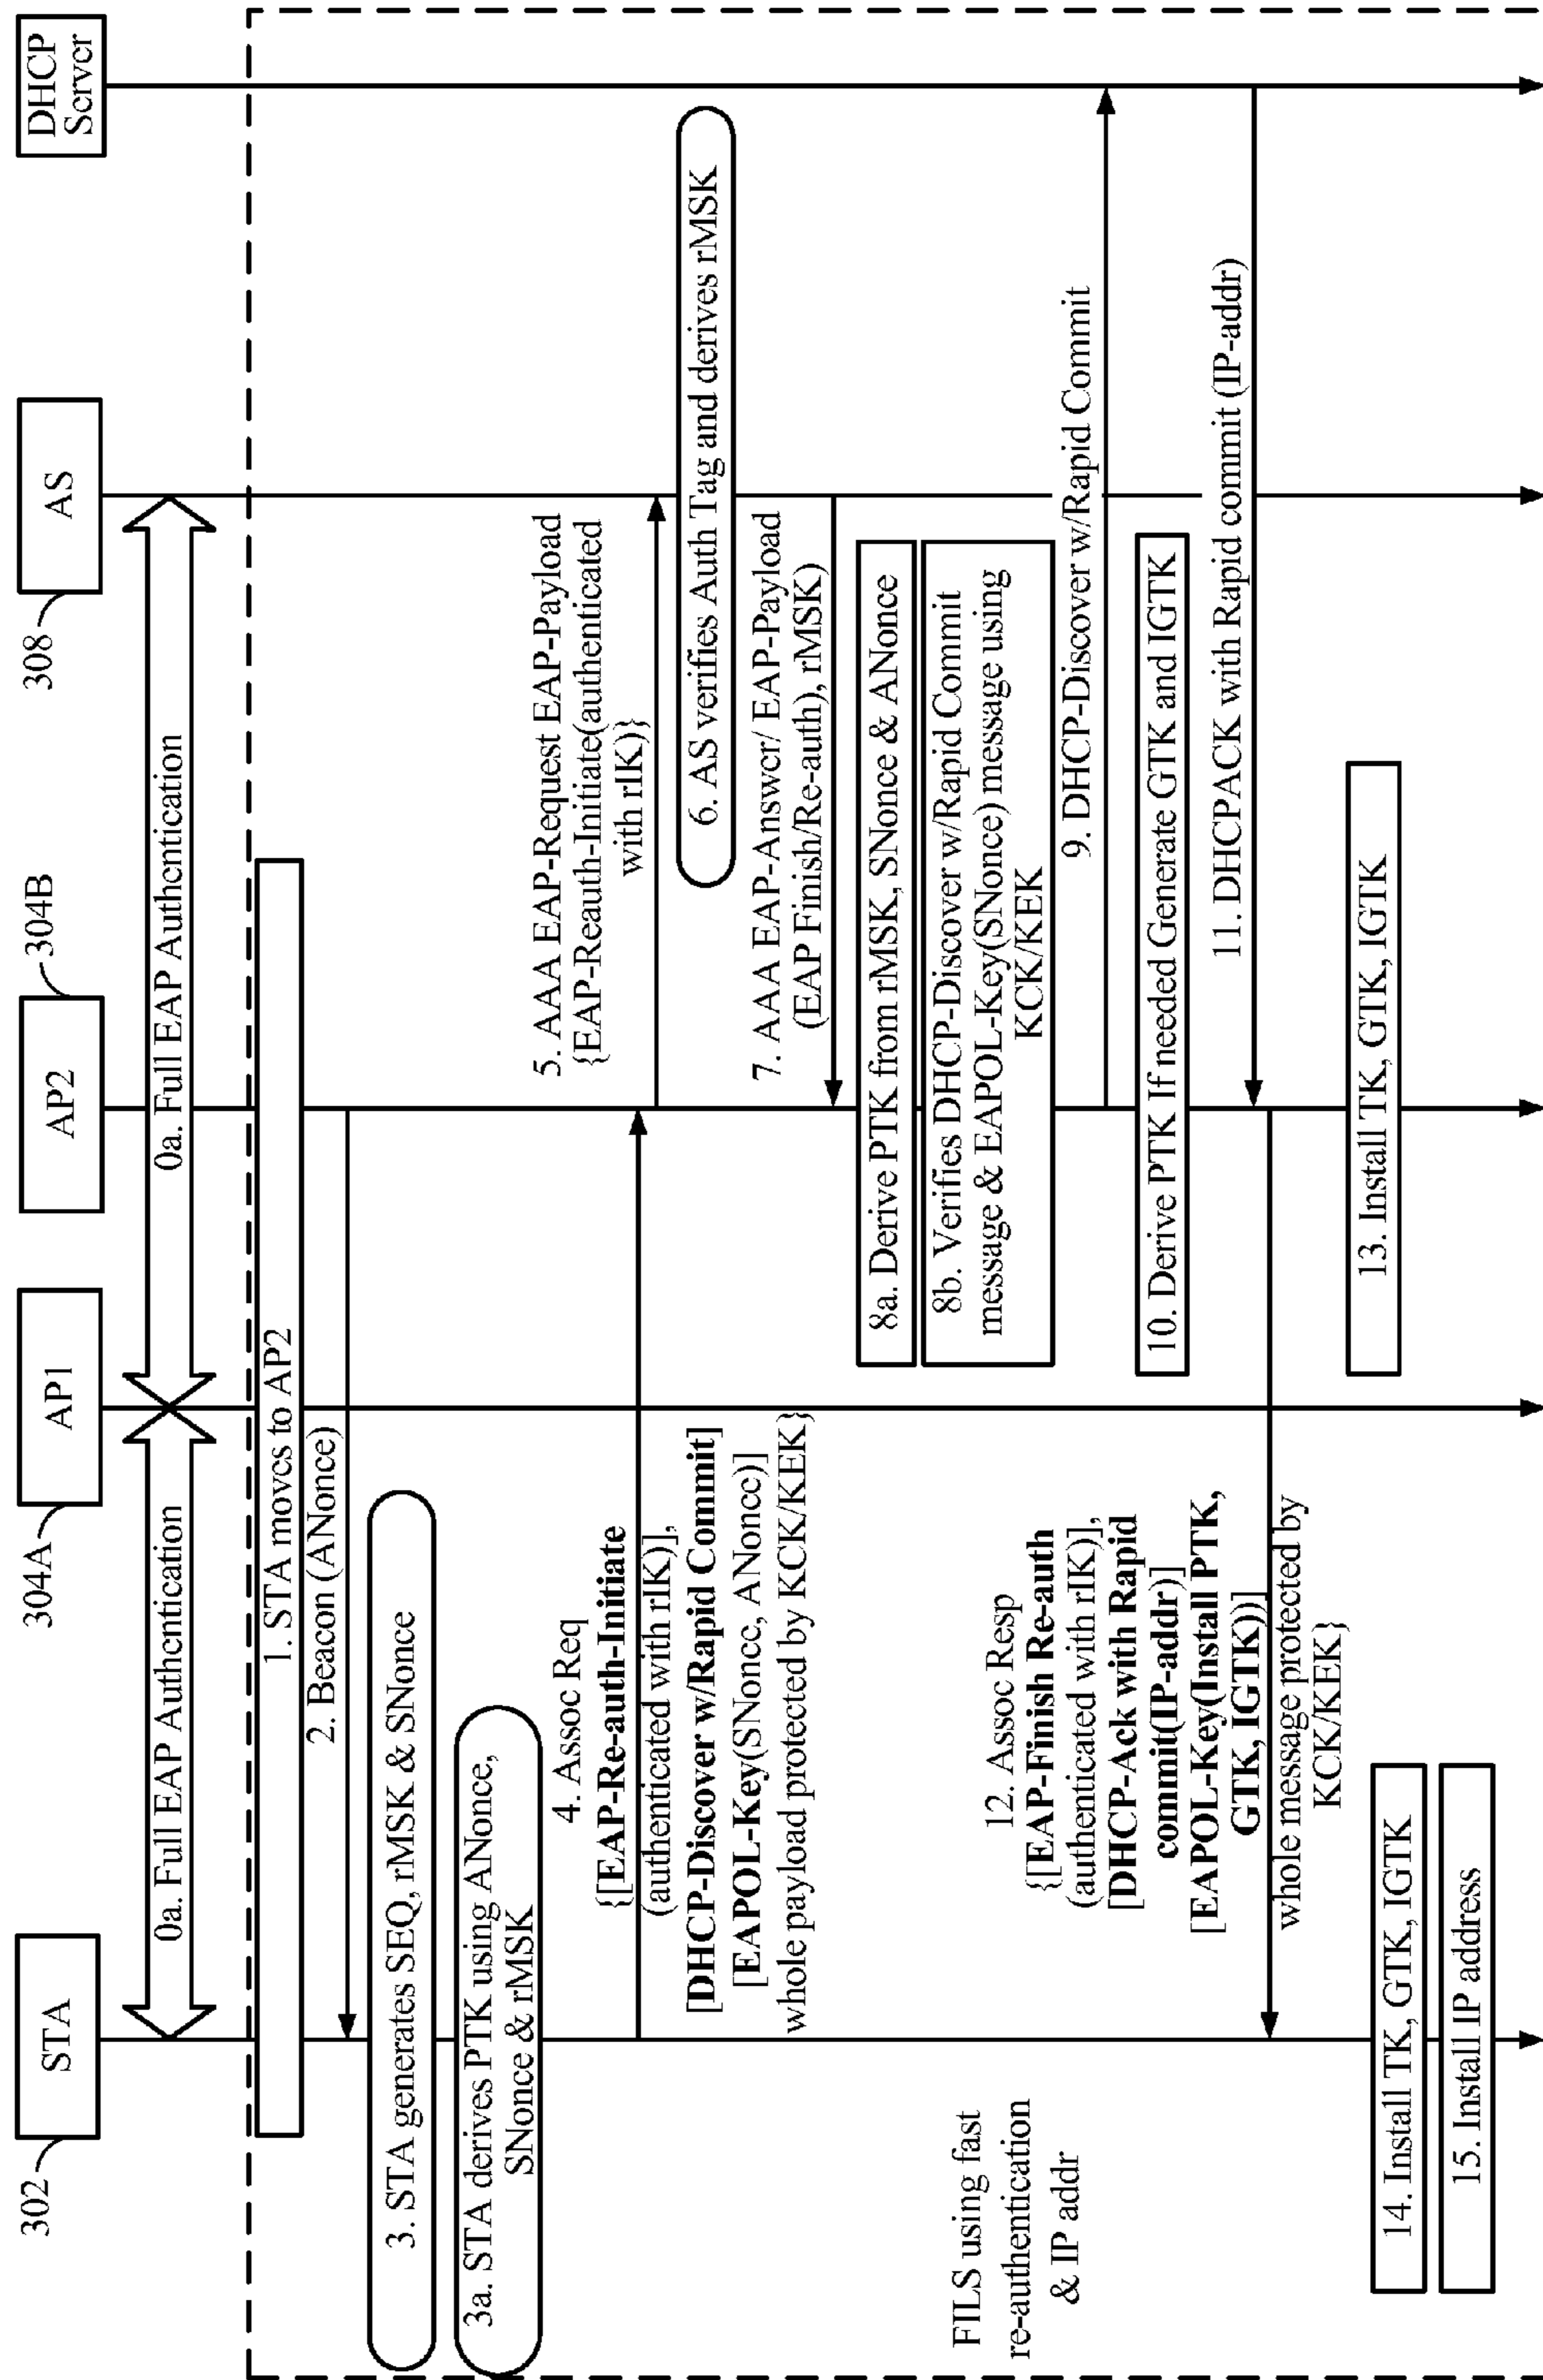 302
STA
304A
AP1
AP2
304B
308
AS
DHCP
Server
0a. Full EAP Authentication
0a. Full EAP Authentication
1. STA moves to AP2
2. Beacon (ANonce)
3. STA generates SEQ, rMSK & SNonce
3a. STA derives PTK using ANonce,
SNonce & rMSK
4. Assoc Req
{[EAP-Re-auth-Initiate
(authenticated with rIK)],
[DHCP-Discover w/Rapid Commit]
[EAPOL-Key(SNonce, ANonce)]
whole payload protected by KCK/KEK}
5. AAA EAP-Request EAP-Payload
{EAP-Reauth-Initiate(authenticated
with rIK)}
6. AS verifies Auth Tag and derives rMSK
7. AAA EAP-Answer/ EAP-Payload
(EAP Finish/Re-auth), rMSK)
8a. Derive PTK from rMSK, SNonce & ANonce
8b. Verifies DHCP-Discover w/Rapid Commit
message & EAPOL-Key(SNonce) message using
KCK/KEK
9. DHCP-Discover w/Rapid Commit
10. Derive PTK If needed Generate GTK and IGTK
11. DHCPACK with Rapid commit (IP-addr)
12. Assoc Resp
{[EAP-Finish Re-auth
(authenticated with rIK)],
[DHCP-Ack with Rapid
commit(IP-addr)]
[EAPOL-Key(Install PTK,
GTK, IGTK))]
whole message protected by
KCK/KEK}
FILS using fast
re-authentication
& IP addr
13. Install TK, GTK, IGTK
14. Install TK, GTK, IGTK
15. Install IP address